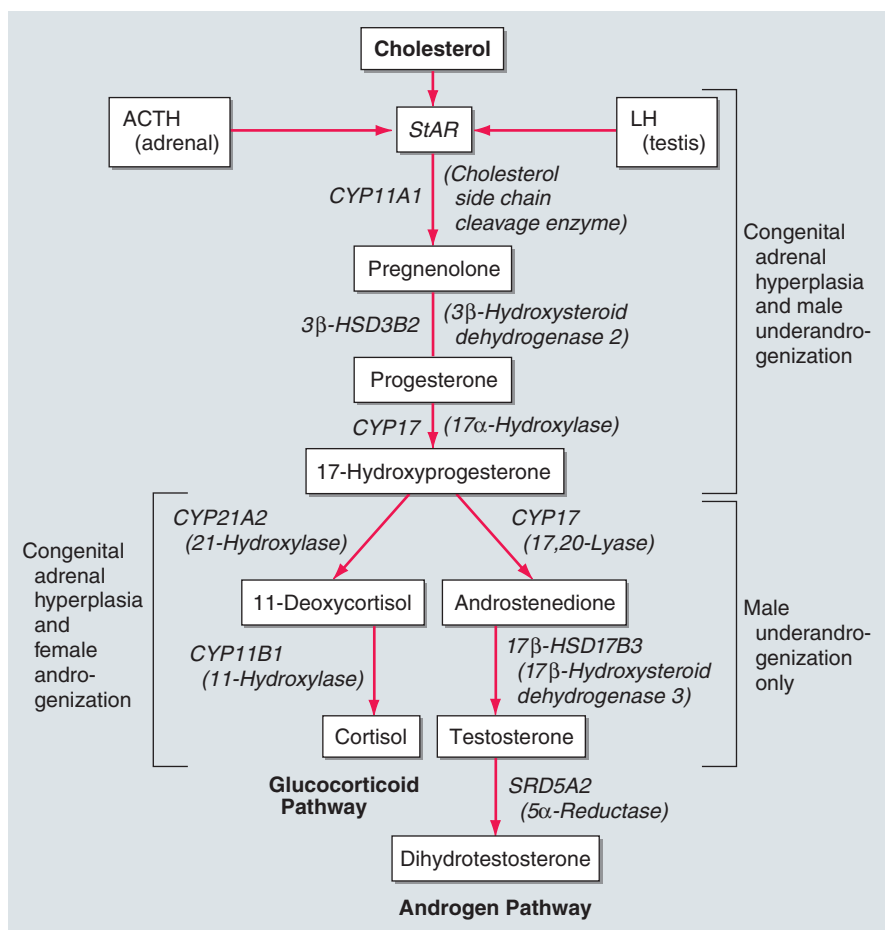 Cholesterol
ACTH
(adrenal)
StAR
LH
(testis)
CYP11A1
(Cholesterol
side chain
cleavage enzyme)
Pregnenolone
3β-HSD3B2
(3β-Hydroxysteroid
dehydrogenase 2)
Progesterone
CYP17
(17α-Hydroxylase)
17-Hydroxyprogesterone
Congenital
adrenal
hyperplasia
and male
underandro-
genization
CYP21A2
(21-Hydroxylase)
CYP17
(17,20-Lyase)
11-Deoxycortisol
Androstenedione
CYP11B1
(11-Hydroxylase)
17β-HSD17B3
(17β-Hydroxysteroid
dehydrogenase 3)
Cortisol
Testosterone
Congenital
adrenal
hyperplasia
and
female
andro-
genization
Male
underandro-
genization
only
Glucocorticoid
Pathway
SRD5A2
(5α-Reductase)
Dihydrotestosterone
Androgen Pathway